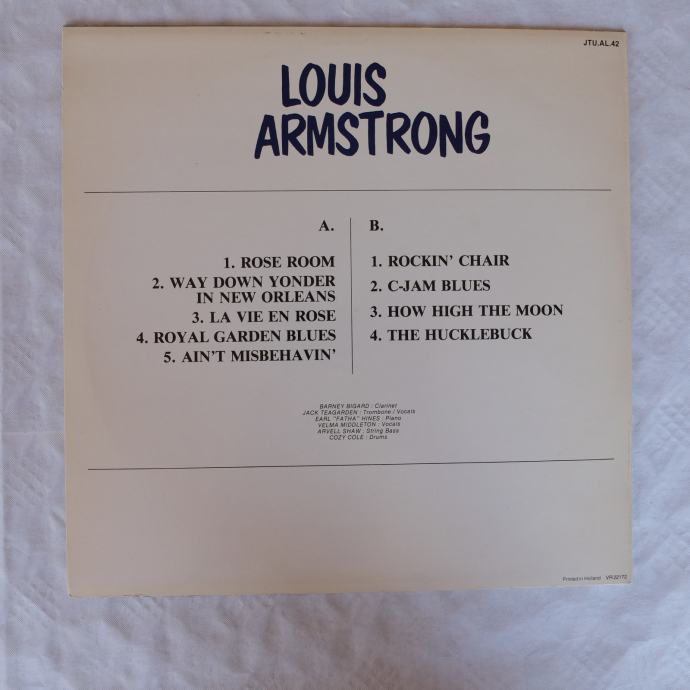 JTU.AL.42
LOUIS
ARMSTRONG
A.
1. ROSE ROOM
2. WAY DOWN YONDER
IN NEW ORLEANS
3. LA VIE EN ROSE
4. ROYAL GARDEN BLUES
5. AIN'T MISBEHAVIN'
B.
1. ROCKIN' CHAIR
2. C-JAM BLUES
3. HOW HIGH THE MOON
4. THE HUCKLEBUCK
BARNEY BIGARD : Clarinet
JACK TEAGARDEN : Trombone / Vocals
EARL "FATHA" HINES : Piano
VELMA MIDDLETON : Vocals
ARVELL SHAW : String Bass
COZY COLE : Drums
Printed in Holland VR 22172